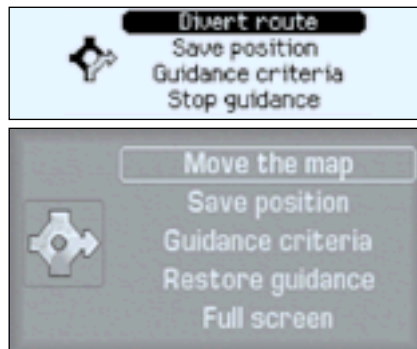 Divert route
Save position
Guidance criteria
Stop guidance
Move the map
Save position
Guidance criteria
Restore guidance
Full screen